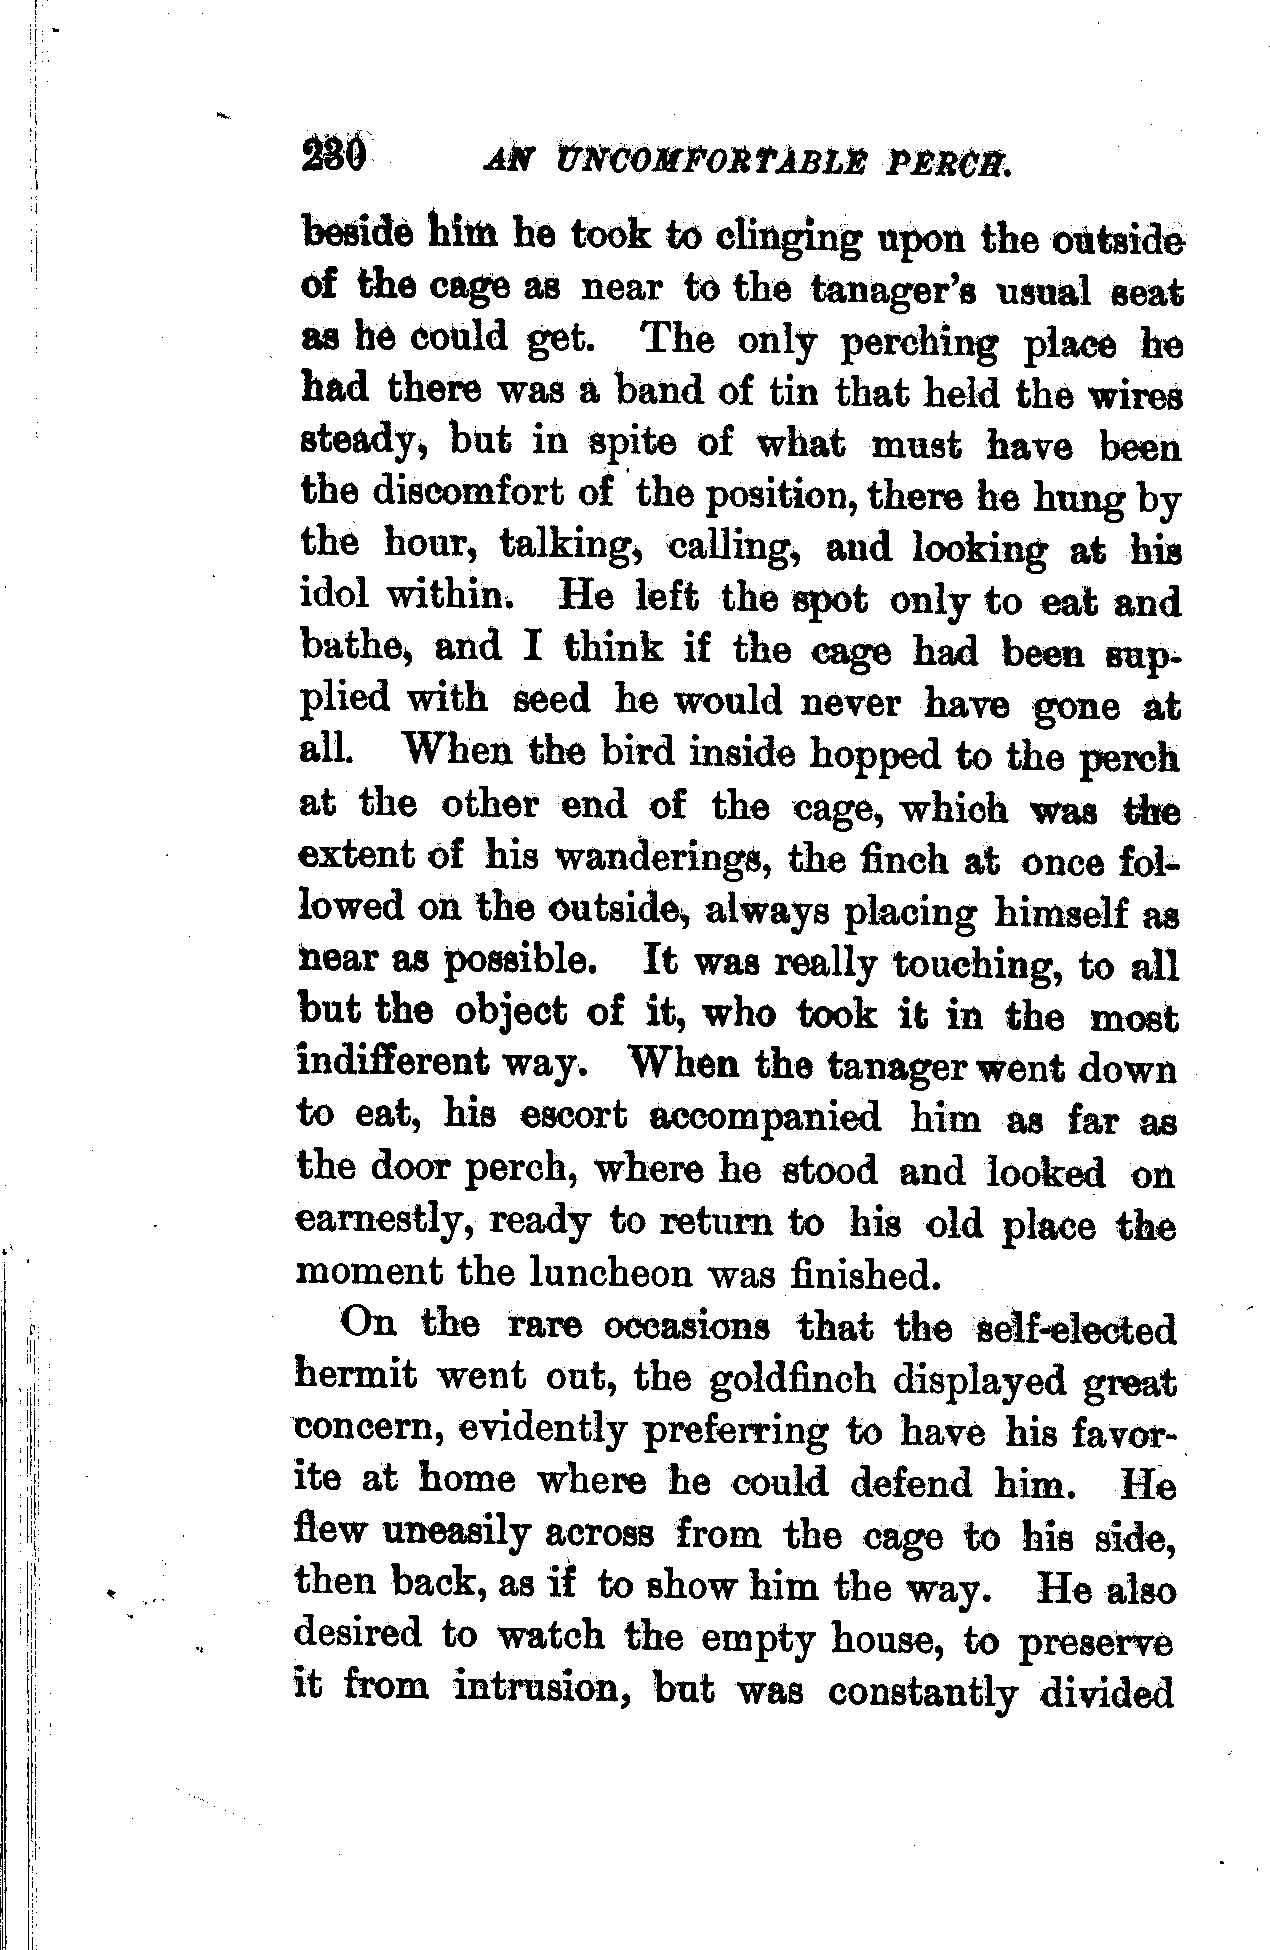 230 AN UNCOMFORTABLE PERCH.
beside him he took to clinging upon the outside
of the cage as near to the tanager's usual seat
as he could get. The only perching place he
had there was a band of tin that held the wires
steady, but in spite of what must have been
the discomfort of the position, there he hung by
the hour, talking, calling, and looking at his
idol within. He left the spot only to eat and
bathe, and I think if the cage had been sup-
plied with seed he would never have gone at
all. When the bird inside hopped to the perch
at the other end of the cage, which was the
extent of his wanderings, the finch at once fol-
lowed on the outside, always placing himself as
near as possible. It was really touching, to all
but the object of it, who took it in the most
indifferent way. When the tanager went down
to eat, his escort accompanied him as far as
the door perch, where he stood and looked on
earnestly, ready to return to his old place the
moment the luncheon was finished.
On the rare occasions that the self-elected
hermit went out, the goldfinch displayed great
concern, evidently preferring to have his favor-
ite at home where he could defend him. He
flew uneasily across from the cage to his side,
then back, as if to show him the way. He also
desired to watch the empty house, to preserve
it from intrusion, but was constantly divided